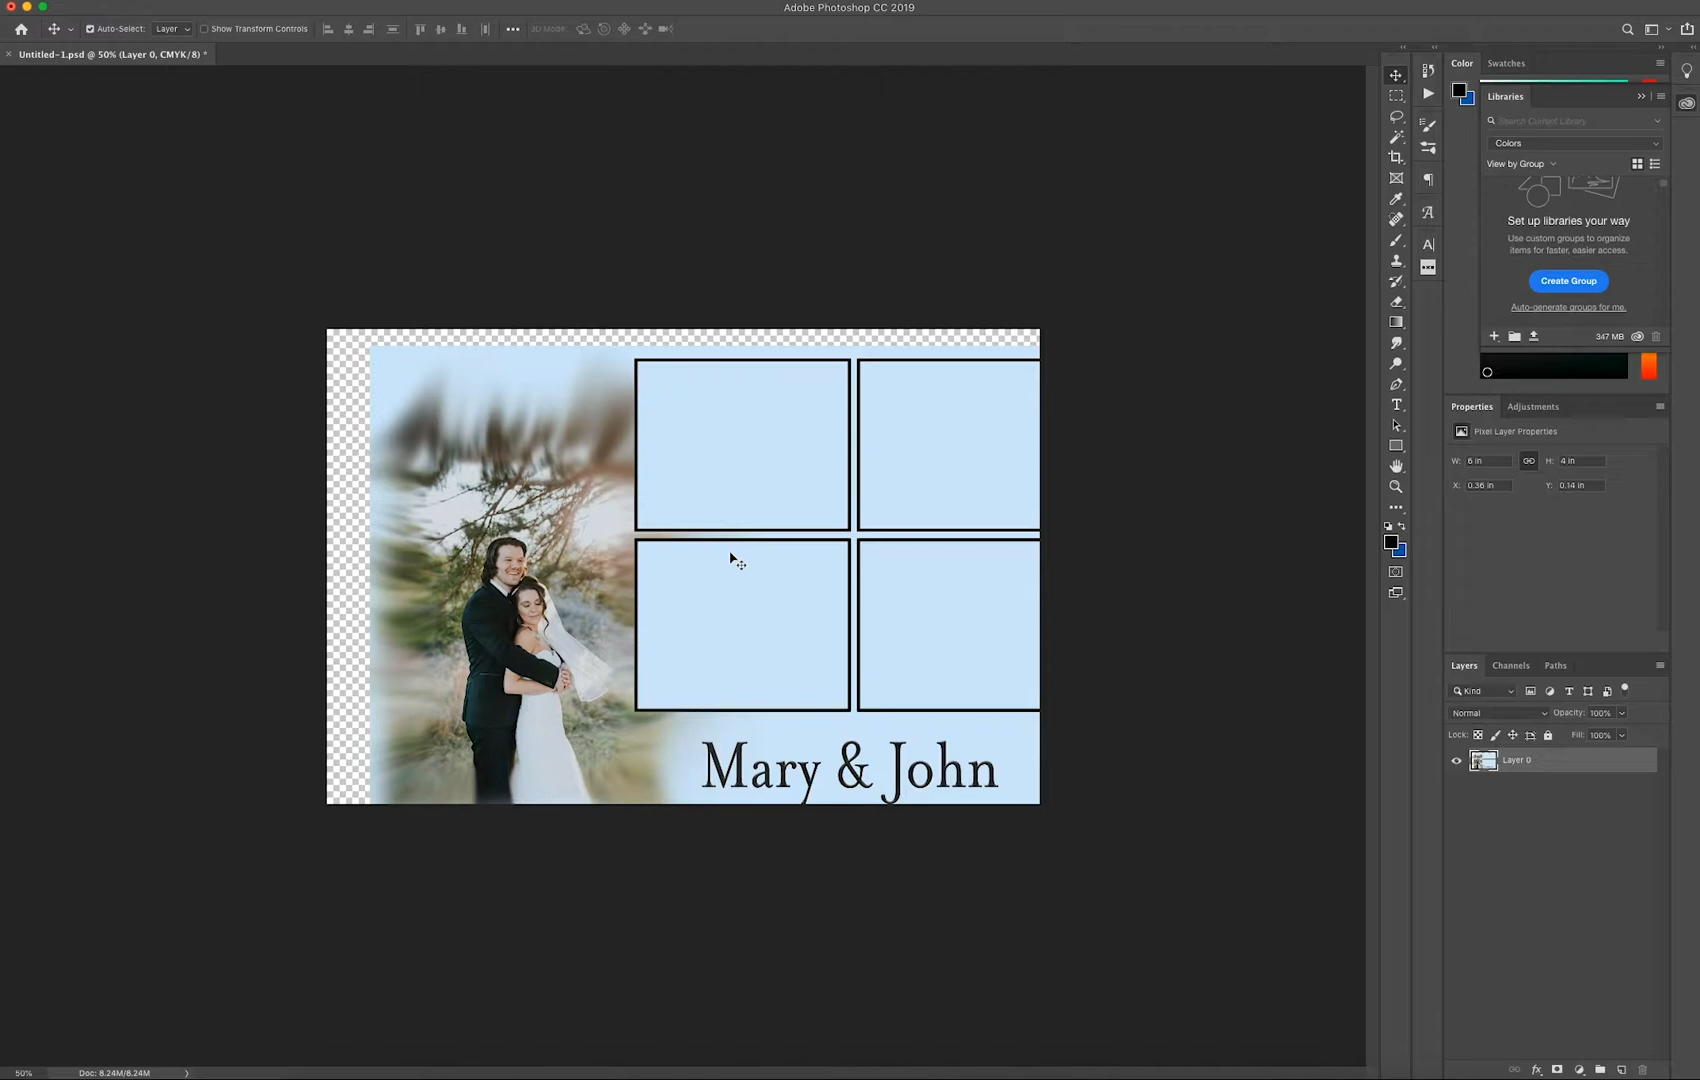 Adobe Photoshop CC 2019
Auto-Select: Layer Show Transform Controls 3D Mode:
Untitled-1.psd @ 50% (Layer 0, CMYK/8) *
Color Swatches
Libraries
Search Current Library
Colors
View by Group
Set up libraries your way
Use custom groups to organize
items for faster, easier access.
Create Group
Auto-generate groups for me.
347 MB
Properties Adjustments
Pixel Layer Properties
W: 6 in H: 4 in
X: 0.36 in Y: 0.14 in
Layers Channels Paths
Kind
Normal Opacity: 100%
Lock: Fill: 100%
Layer 0
Mary & John
50% Doc: 8.24M/8.24M